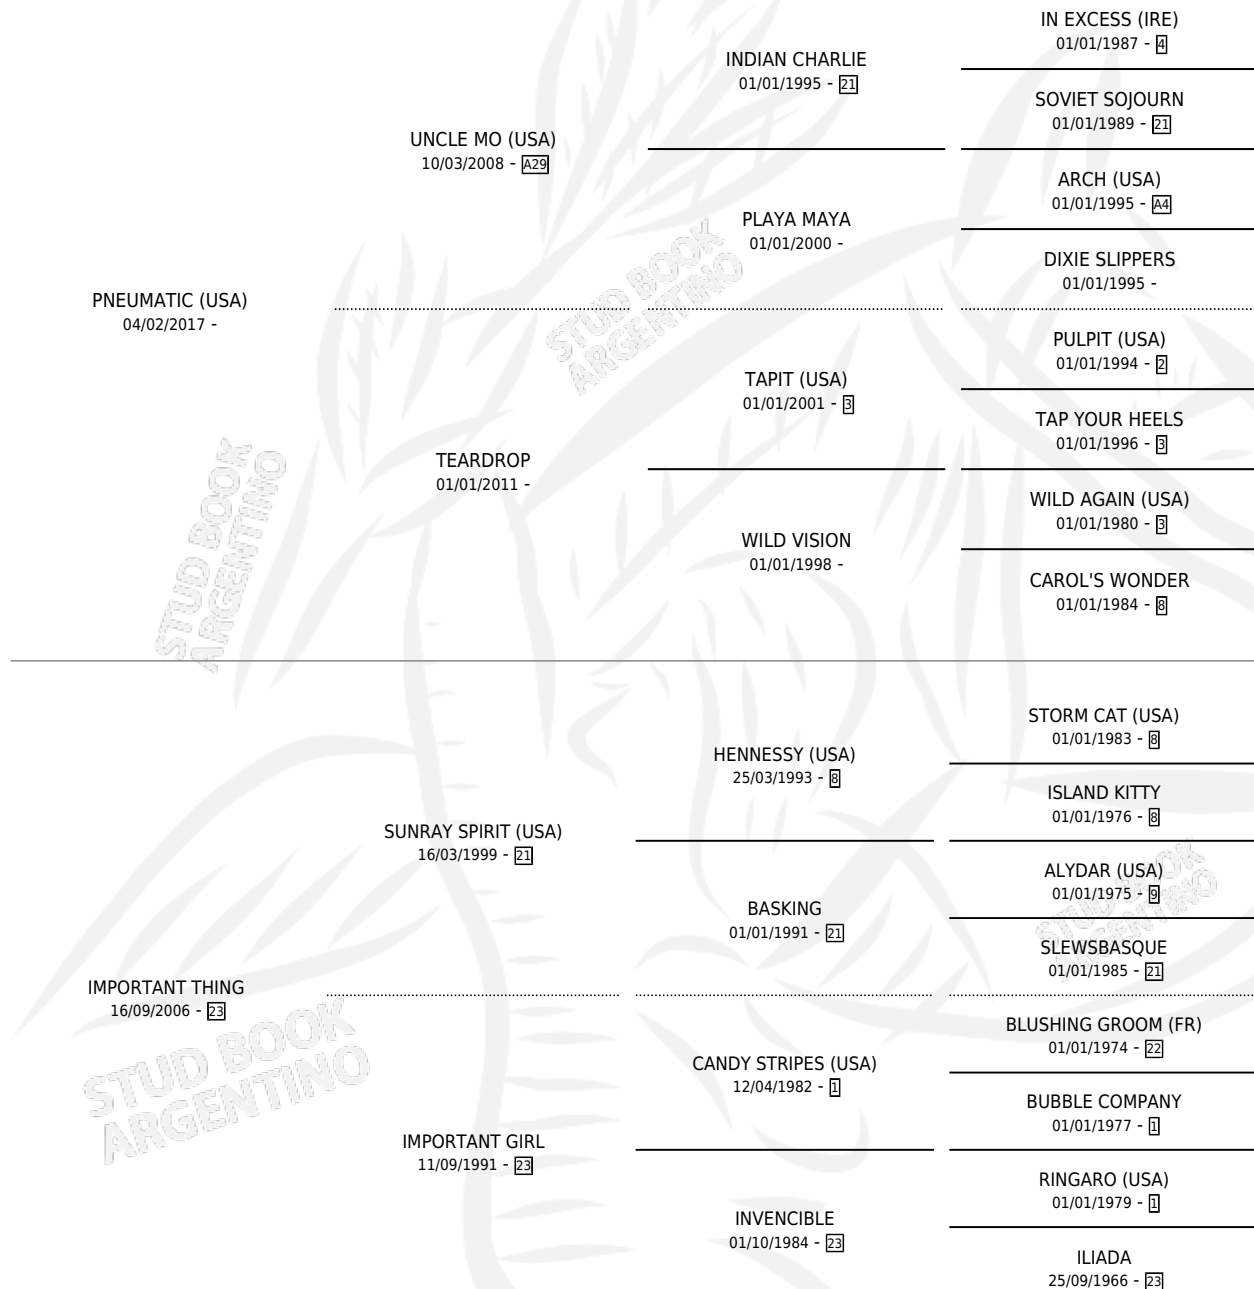 IN EXCESS (IRE)
01/01/1987 - 4
INDIAN CHARLIE
01/01/1995 - 21
SOVIET SOJOURN
01/01/1989 - 21
UNCLE MO (USA)
10/03/2008 - A29
ARCH (USA)
01/01/1995 - A4
PLAYA MAYA
01/01/2000 -
DIXIE SLIPPERS
01/01/1995 -
PNEUMATIC (USA)
04/02/2017 -
PULPIT (USA)
01/01/1994 - 2
TAPIT (USA)
01/01/2001 - 3
TAP YOUR HEELS
01/01/1996 - 3
TEARDROP
01/01/2011 -
WILD AGAIN (USA)
01/01/1980 - 3
WILD VISION
01/01/1998 -
CAROL'S WONDER
01/01/1984 - 8
STORM CAT (USA)
01/01/1983 - 8
HENNESSY (USA)
25/03/1993 - 8
ISLAND KITTY
01/01/1976 - 8
SUNRAY SPIRIT (USA)
16/03/1999 - 21
ALYDAR (USA)
01/01/1975 - 9
BASKING
01/01/1991 - 21
SLEWSBASQUE
01/01/1985 - 21
IMPORTANT THING
16/09/2006 - 23
BLUSHING GROOM (FR)
01/01/1974 - 22
CANDY STRIPES (USA)
12/04/1982 - 1
BUBBLE COMPANY
01/01/1977 - 1
IMPORTANT GIRL
11/09/1991 - 23
RINGARO (USA)
01/01/1979 - 1
INVENCIBLE
01/10/1984 - 23
ILIADA
25/09/1966 - 23
STUD BOOK
ARGENTINO
STUD BOOK
ARGENTINO
STUD BOOK
ARGENTINO
STUD BOOK
ARGENTINO